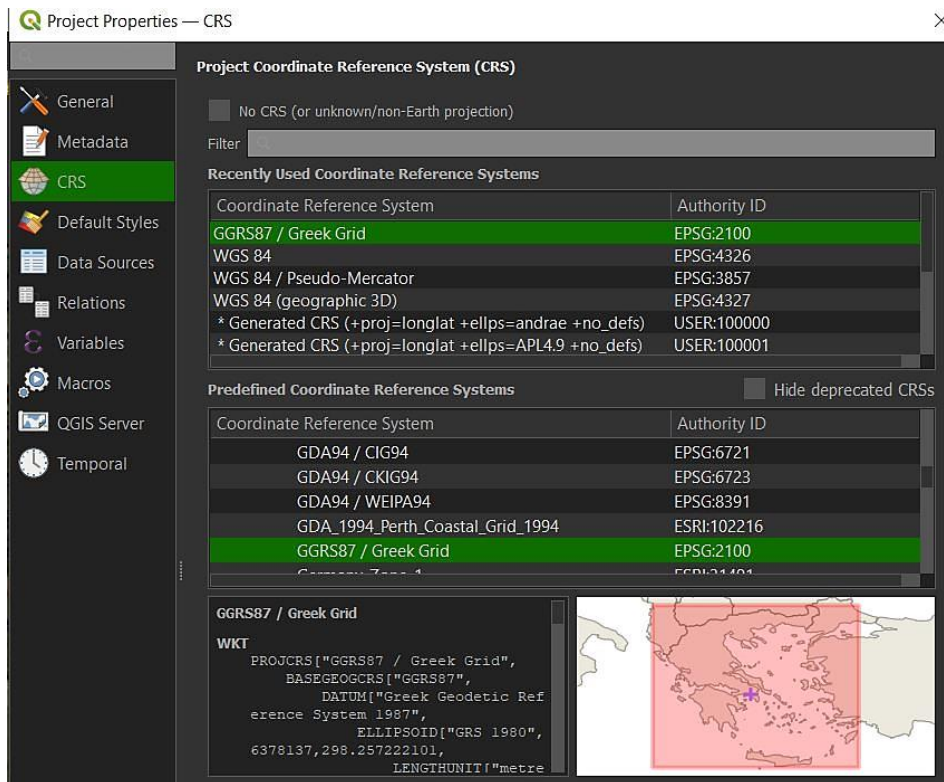 Project Properties — CRS
Project Coordinate Reference System (CRS)
General
No CRS (or unknown/non-Earth projection)
Metadata
Filter
CRS
Recently Used Coordinate Reference Systems
Coordinate Reference System Authority ID
Default Styles
GGRS87 / Greek Grid EPSG:2100
WGS 84 EPSG:4326
Data Sources
WGS 84 / Pseudo-Mercator EPSG:3857
Relations
WGS 84 (geographic 3D) EPSG:4327
* Generated CRS (+proj=longlat +ellps=andrae +no_defs) USER:100000
Variables
* Generated CRS (+proj=longlat +ellps=APL4.9 +no_defs) USER:100001
Macros
Predefined Coordinate Reference Systems Hide deprecated CRSs
QGIS Server
Coordinate Reference System Authority ID
Temporal
GDA94 / CIG94 EPSG:6721
GDA94 / CKIG94 EPSG:6723
GDA94 / WEIPA94 EPSG:8391
GDA_1994_Perth_Coastal_Grid_1994 ESRI:102216
GGRS87 / Greek Grid EPSG:2100
GGRS87 / Greek Grid
WKT
PROJCRS["GGRS87 / Greek Grid",
BASEGEOGCRS["GGRS87",
DATUM["Greek Geodetic Ref
erence System 1987",
ELLIPSOID["GRS 1980",
6378137,298.257222101,
LENGTHUNIT["metre